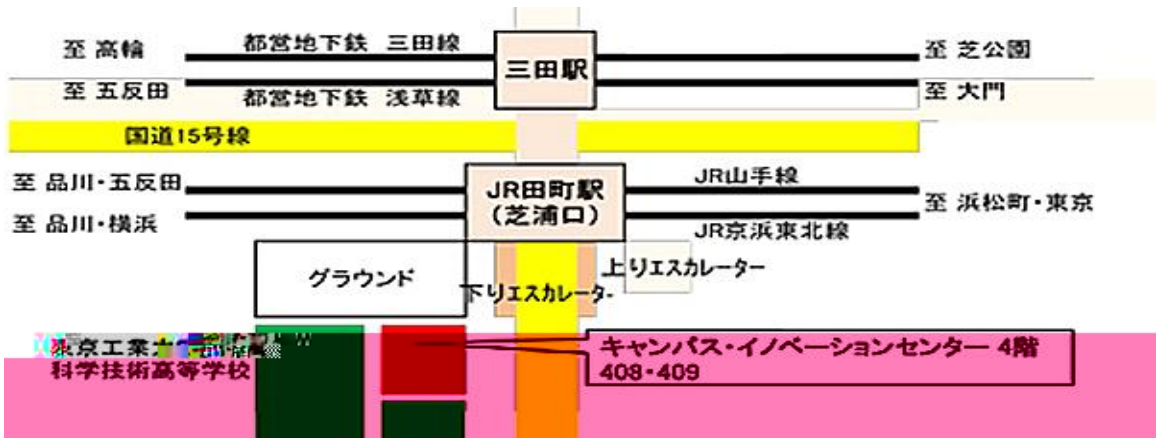 至 高輪
都営地下鉄 三田線
三田駅
至 芝公園
至 五反田
都営地下鉄 浅草線
至 大門
国道15号線
至 品川・五反田
JR田町駅
(芝浦口)
JR山手線
至 浜松町・東京
至 品川・横浜
JR京浜東北線
グラウンド
上りエスカレーター
下りエスカレーター
東京工業
科学技術高等学校
キャンパス・イノベーションセンター 4階
408・409